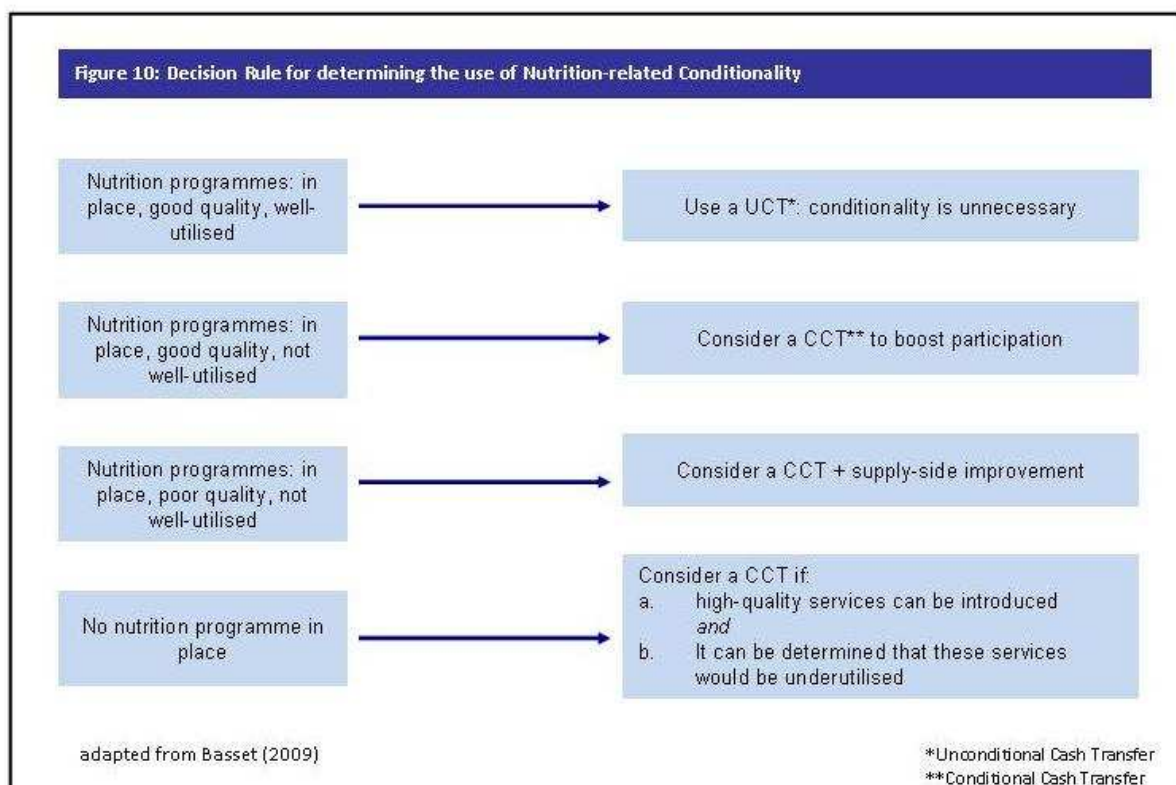 Figure 10: Decision Rule for determining the use of Nutrition-related Conditionality
Nutrition programmes: in
place, good quality, well-
utilised
Use a UCT*: conditionality is unnecessary
Nutrition programmes: in
place, good quality, not
well-utilised
Consider a CCT** to boost participation
Nutrition programmes: in
place, poor quality, not
well-utilised
Consider a CCT + supply-side improvement
No nutrition programme in
place
Consider a CCT if:
a. high-quality services can be introduced
and
b. It can be determined that these services
would be underutilised
adapted from Basset (2009)
*Unconditional Cash Transfer
**Conditional Cash Transfer